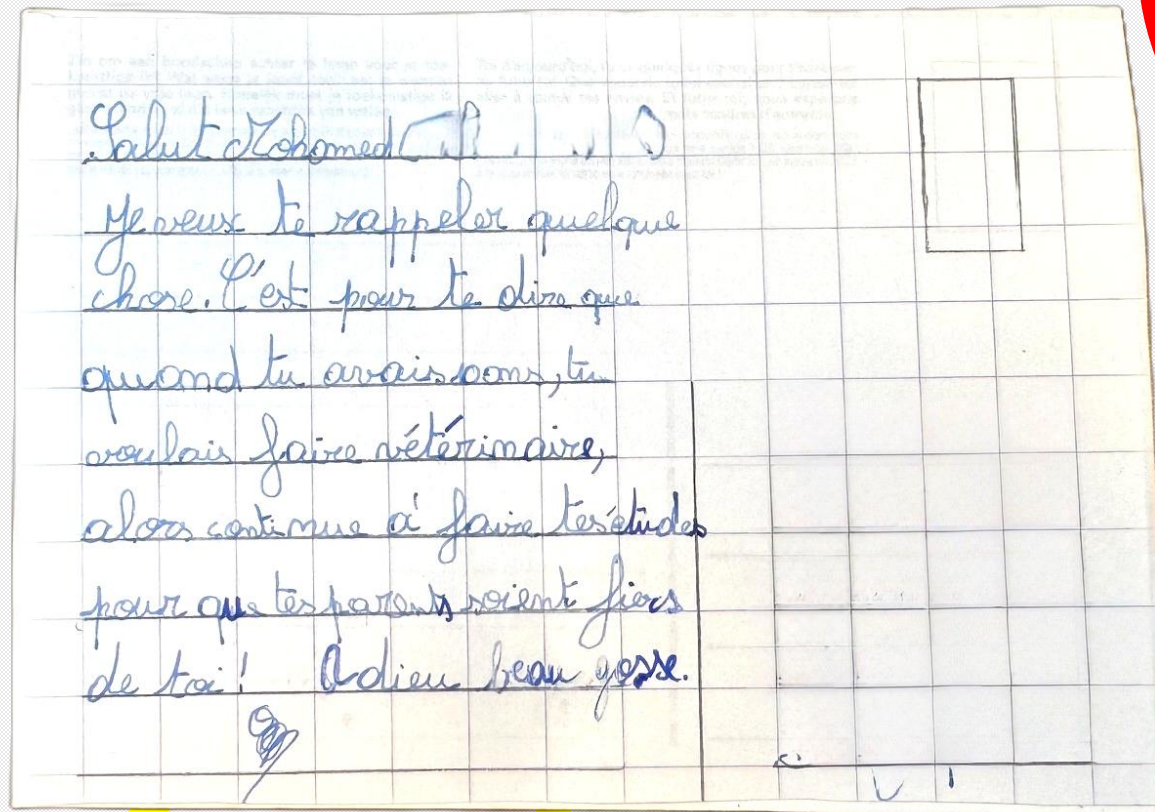 Salut Mohomed
Je veux te rappeler quelque
chose. C'est pour te dire que
quand tu avais ans, tu
voulais faire vétérinaire,
alors continue à faire tes études
pour que tes parents soient fiers
de toi! Adieu beau gosse.